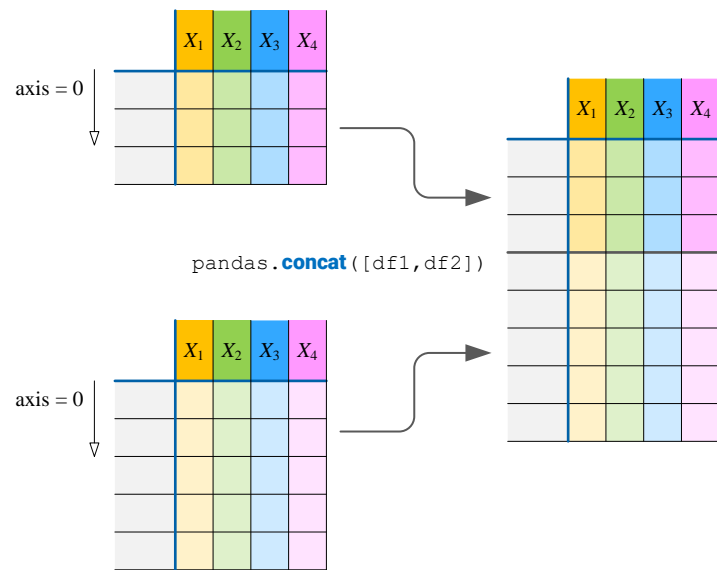 X₁ X₂ X₃ X₄
axis = 0
X₁ X₂ X₃ X₄
pandas.concat([df1,df2])
X₁ X₂ X₃ X₄
axis = 0